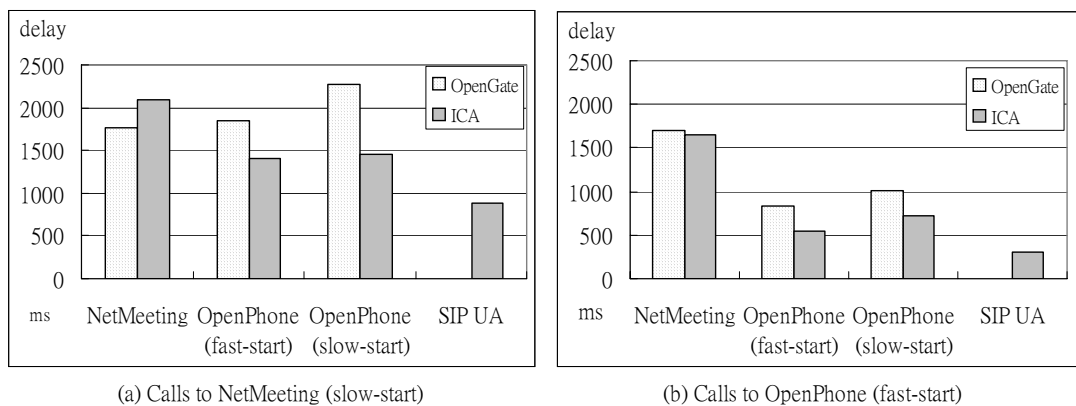 delay
2500
2000
1500
1000
500
0
OpenGate
ICA
ms
NetMeeting
OpenPhone
(fast-start)
OpenPhone
(slow-start)
SIP UA
(a) Calls to NetMeeting (slow-start)
delay
2500
2000
1500
1000
500
0
OpenGate
ICA
ms
NetMeeting
OpenPhone
(fast-start)
OpenPhone
(slow-start)
SIP UA
(b) Calls to OpenPhone (fast-start)